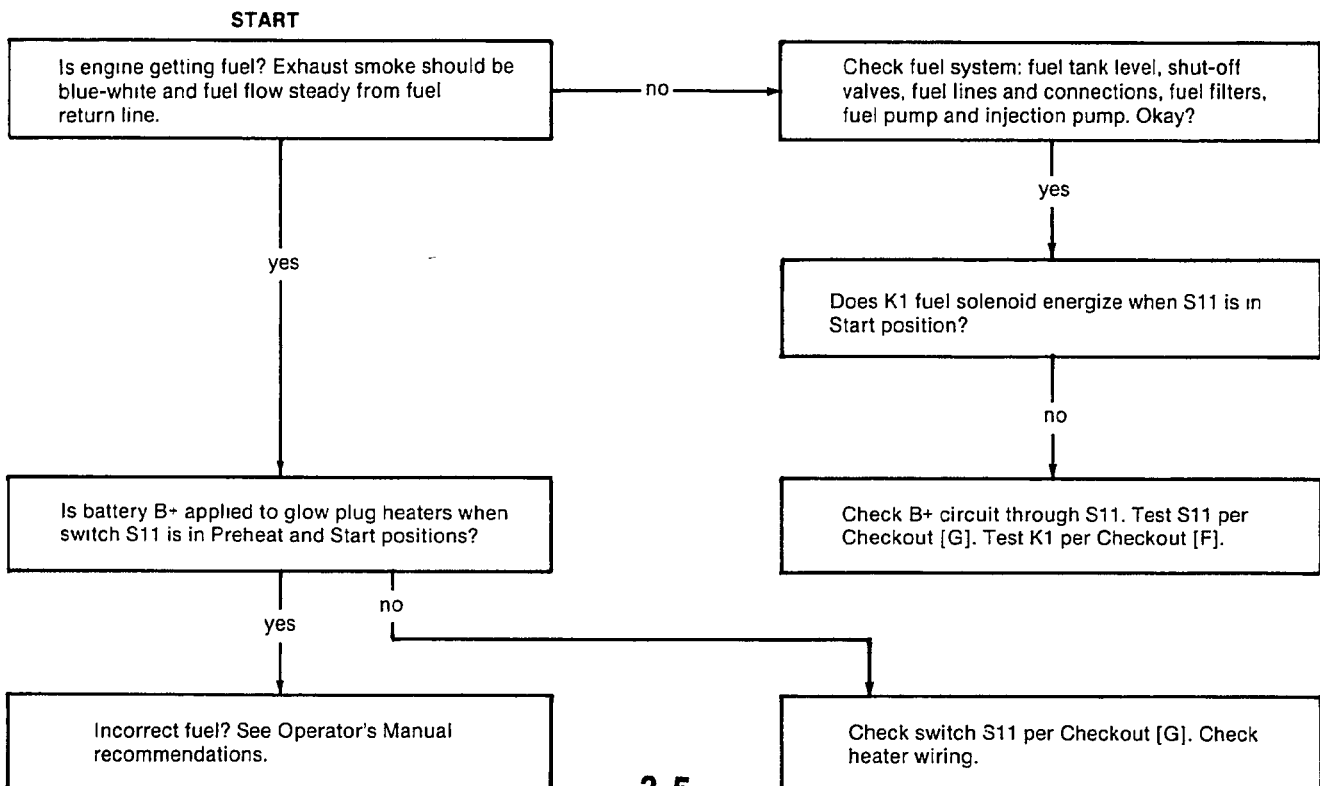 START
Is engine getting fuel? Exhaust smoke should be
blue-white and fuel flow steady from fuel
return line.
no
Check fuel system: fuel tank level, shut-off
valves, fuel lines and connections, fuel filters,
fuel pump and injection pump. Okay?
yes
yes
Does K1 fuel solenoid energize when S11 is in
Start position?
no
Is battery B+ applied to glow plug heaters when
switch S11 is in Preheat and Start positions?
Check B+ circuit through S11. Test S11 per
Checkout [G]. Test K1 per Checkout [F].
yes
no
Incorrect fuel? See Operator's Manual
recommendations.
Check switch S11 per Checkout [G]. Check
heater wiring.